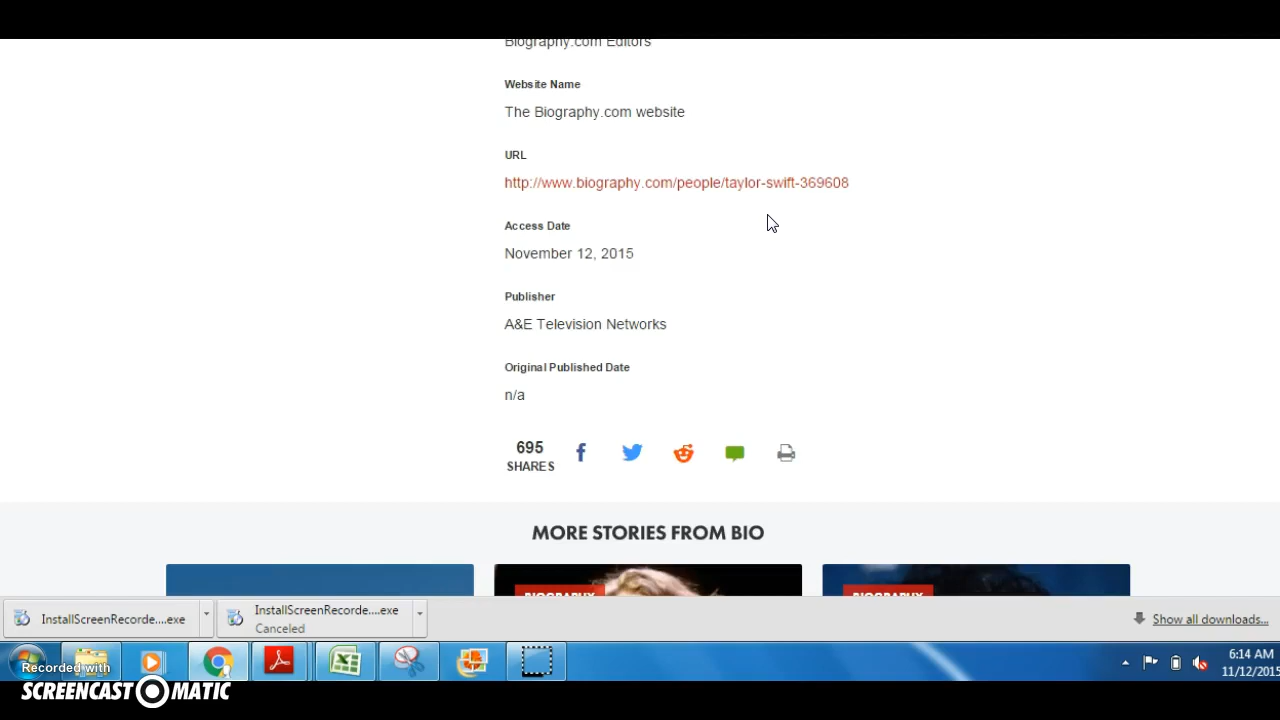 Biography.com Editors
Website Name
The Biography.com website
URL
http://www.biography.com/people/taylor-swift-369608
Access Date
November 12, 2015
Publisher
A&E Television Networks
Original Published Date
n/a
695
SHARES
MORE STORIES FROM BIO
BIOGRAPHY
BIOGRAPHY
InstallScreenRecorde....exe
InstallScreenRecorde....exe
Canceled
Show all downloads...
6:14 AM
11/12/2015
Recorded with
SCREENCAST MATIC